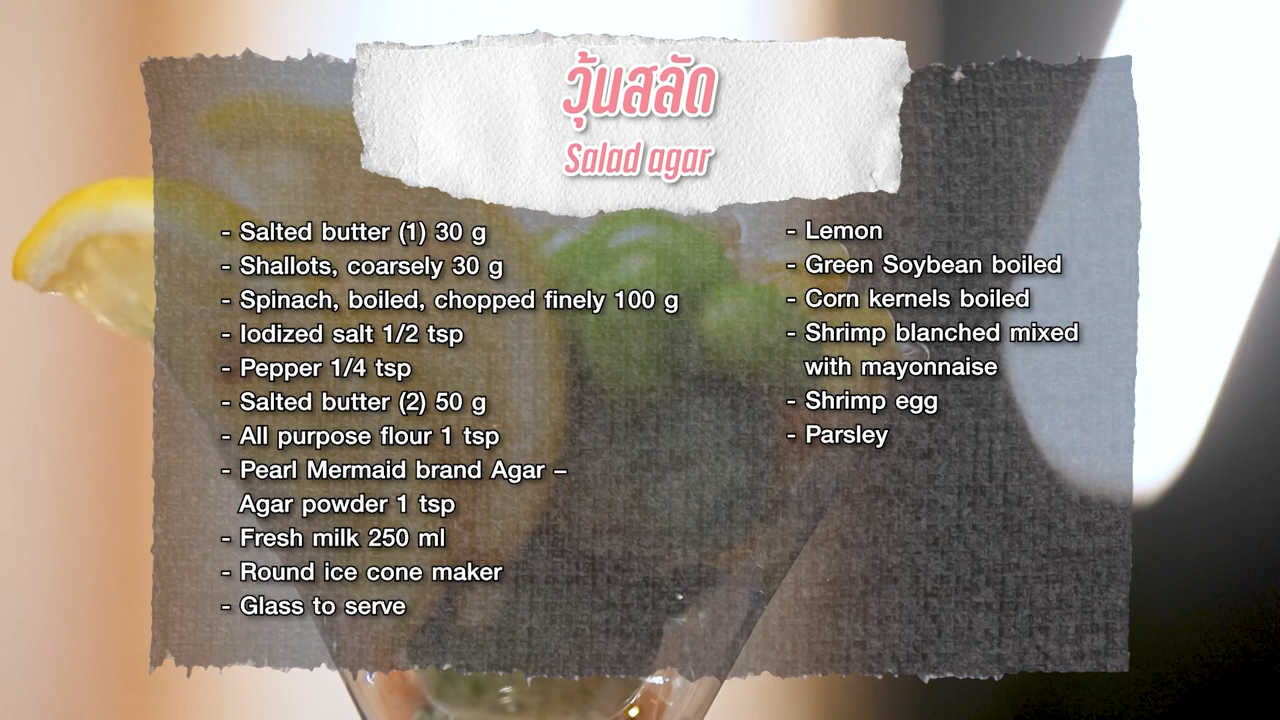 วุ้นสลัด
Salad agar
- Salted butter (1) 30 g
- Shallots, coarsely 30 g
- Spinach, boiled, chopped finely 100 g
- Iodized salt 1/2 tsp
- Pepper 1/4 tsp
- Salted butter (2) 50 g
- All purpose flour 1 tsp
- Pearl Mermaid brand Agar –
Agar powder 1 tsp
- Fresh milk 250 ml
- Round ice cone maker
- Glass to serve
- Lemon
- Green Soybean boiled
- Corn kernels boiled
- Shrimp blanched mixed
with mayonnaise
- Shrimp egg
- Parsley